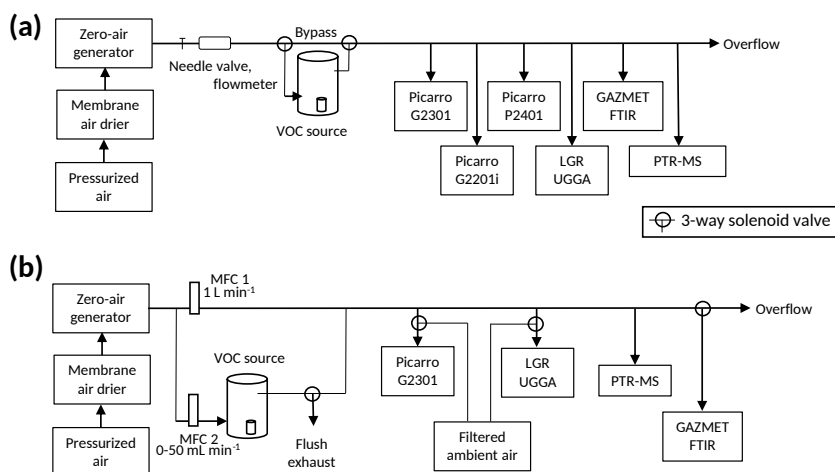 (a)
Zero-air
generator
Bypass
Overflow
Needle valve,
flowmeter
VOC source
Membrane
air drier
Pressurized
air
Picarro
G2301
Picarro
P2401
GAZMET
FTIR
Picarro
G2201i
LGR
UGGA
PTR-MS
3-way solenoid valve
(b)
Zero-air
generator
MFC 1
1 L min-1
Overflow
VOC source
Membrane
air drier
Picarro
G2301
LGR
UGGA
PTR-MS
MFC 2
0-50 mL min-1
Pressurized
air
Flush
exhaust
Filtered
ambient air
GAZMET
FTIR